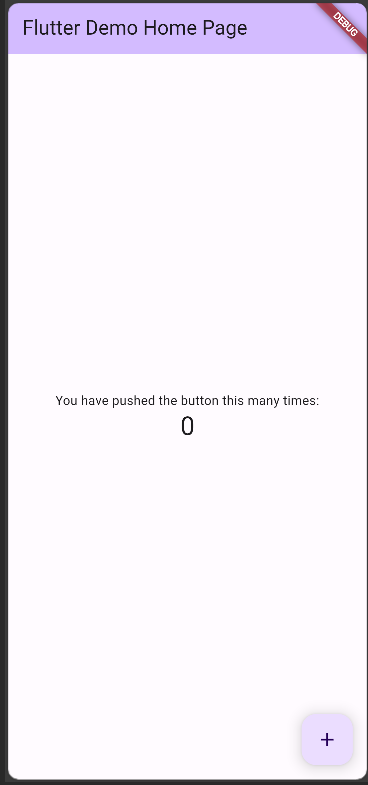 Flutter Demo Home Page
DEBUG
You have pushed the button this many times:
0
+